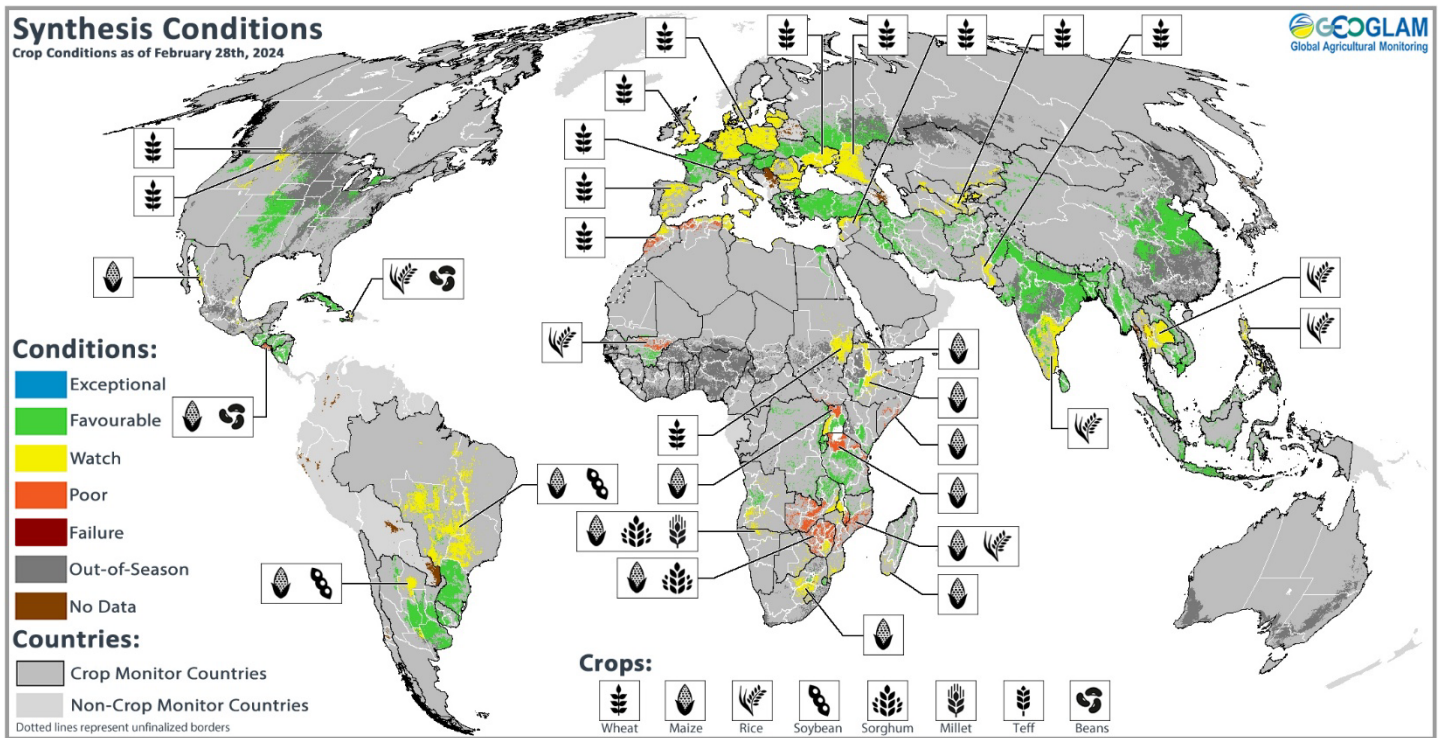 Synthesis Conditions
Crop Conditions as of February 28th, 2024
GEOGLAM
Global Agricultural Monitoring
Conditions:
Exceptional
Favourable
Watch
Poor
Failure
Out-of-Season
No Data
Countries:
Crop Monitor Countries
Non-Crop Monitor Countries
Dotted lines represent unfinalized borders
Crops:
Wheat Maize Rice Soybean Sorghum Millet Teff Beans